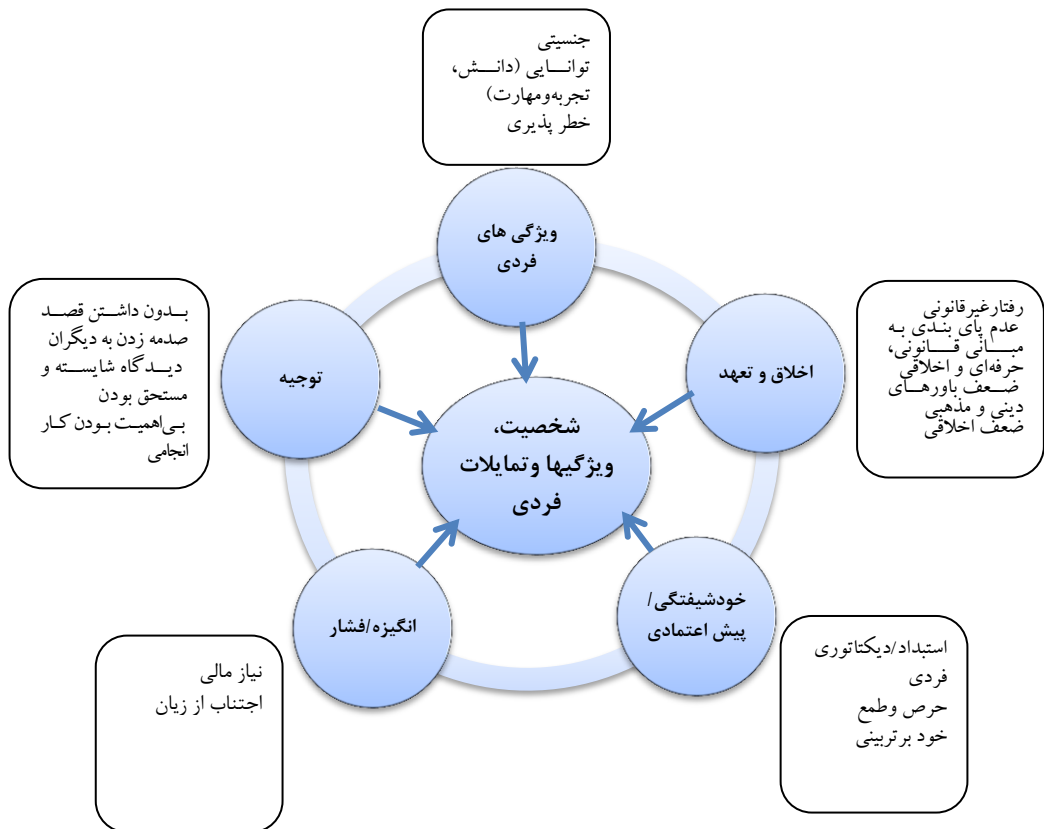 جنسیتی
توانایی (دانش،
تجربه‌ومهارت)
خطر پذیری
ویژگی های
فردی
رفتارغیرقانونی
عدم پای بندی به
مبانی قانونی،
حرفه‌ای و اخلاقی
ضعف باورهای
دینی و مذهبی
ضعف اخلاقی
اخلاق و تعهد
بدون داشتن قصد
صدمه زدن به دیگران
دیدگاه شایسته و
مستحق بودن
بی‌اهمیت بودن کار
انجامی
توجیه
شخصیت،
ویژگیها وتمایلات
فردی
خودشیفتگی/
پیش اعتمادی
استبداد/دیکتاتوری
فردی
حرص وطمع
خود برتربینی
انگیزه/فشار
نیاز مالی
اجتناب از زیان